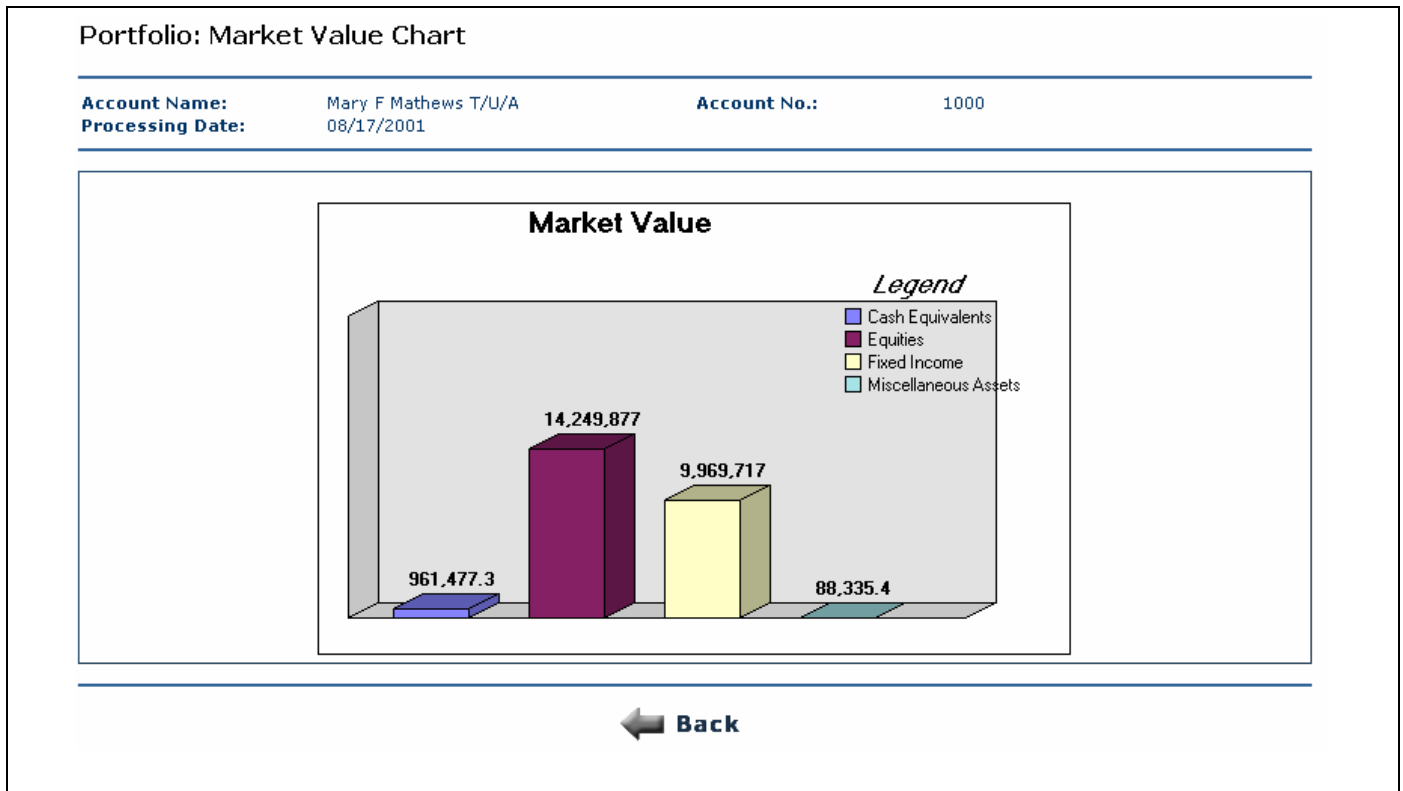 Portfolio: Market Value Chart
Account Name: Mary F Mathews T/U/A Account No.: 1000
Processing Date: 08/17/2001
Market Value
Legend
Cash Equivalents
Equities
Fixed Income
Miscellaneous Assets
14,249,877
9,969,717
961,477.3
88,335.4
Back